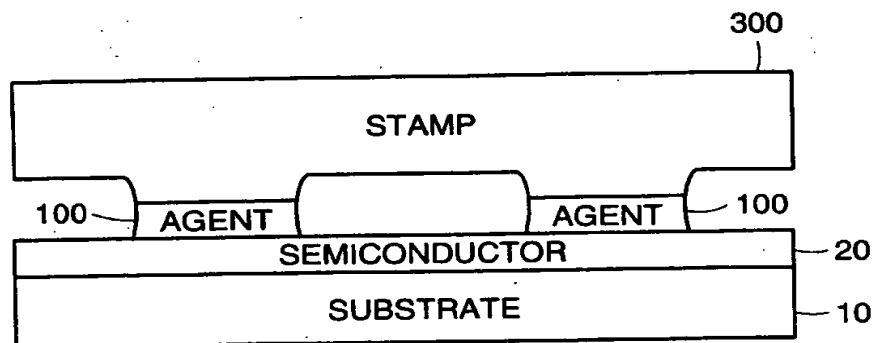 300
STAMP
100 AGENT AGENT 100
SEMICONDUCTOR 20
SUBSTRATE 10